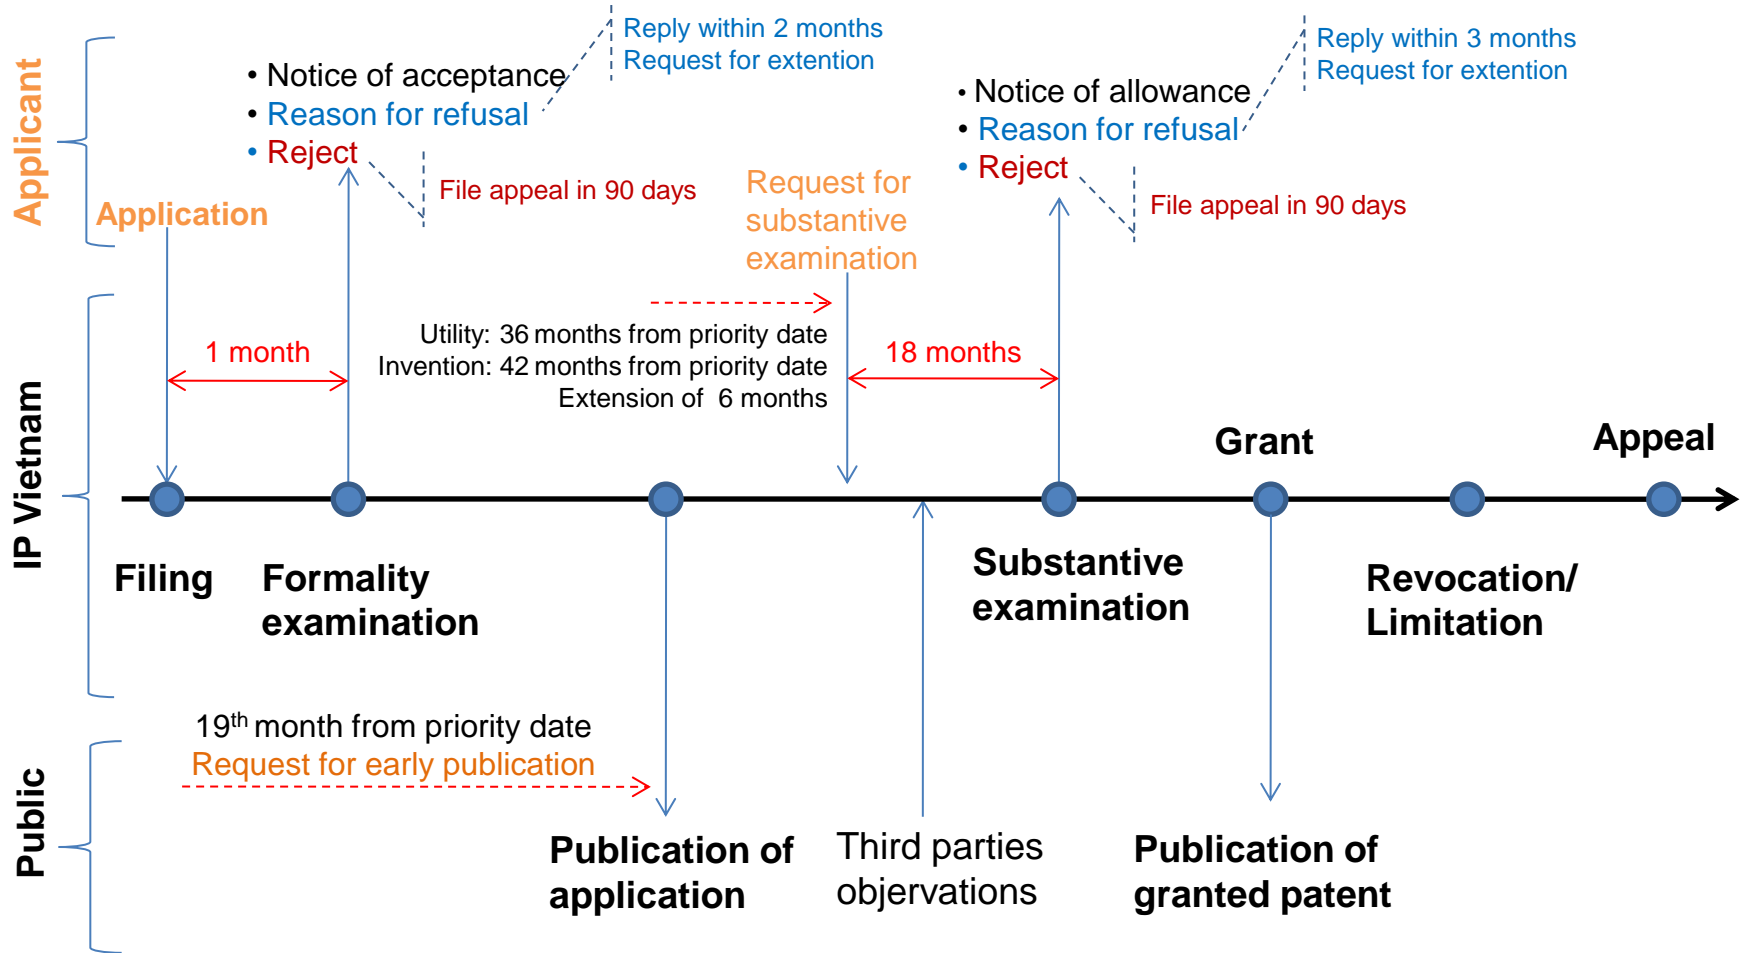 Applicant
Application
• Notice of acceptance
• Reason for refusal
• Reject
Reply within 2 months
Request for extention
File appeal in 90 days
Request for
substantive
examination
• Notice of allowance
• Reason for refusal
• Reject
Reply within 3 months
Request for extention
File appeal in 90 days
IP Vietnam
1 month
Utility: 36 months from priority date
Invention: 42 months from priority date
Extension of 6 months
18 months
Grant
Appeal
Filing
Formality
examination
Substantive
examination
Revocation/
Limitation
Public
19th month from priority date
Request for early publication
Publication of
application
Third parties
objervations
Publication of
granted patent